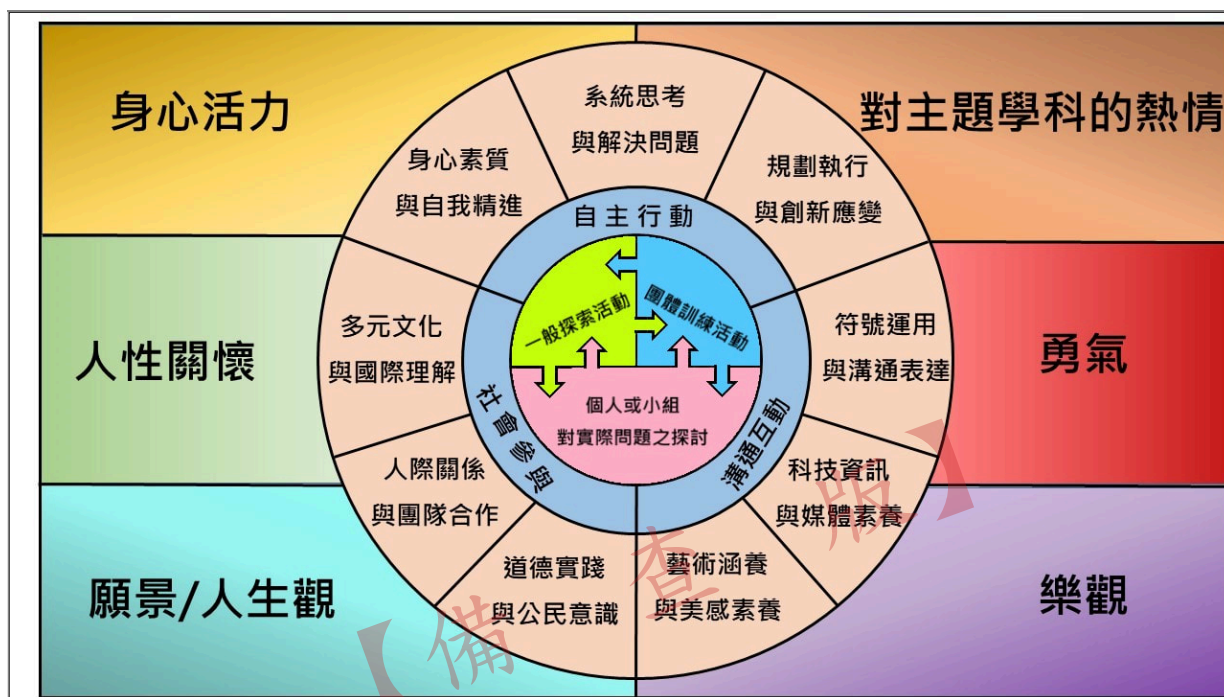 身心活力
對主題學科的熱情
人性關懷
勇氣
願景/人生觀
樂觀
系統思考
與解決問題
規劃執行
與創新應變
符號運用
與溝通表達
科技資訊
與媒體素養
藝術涵養
與美感素養
道德實踐
與公民意識
人際關係
與團隊合作
多元文化
與國際理解
身心素質
與自我精進
自主行動
溝通互動
社會參與
一般探索活動
團體訓練活動
個人或小組
對實際問題之探討
【備查版】